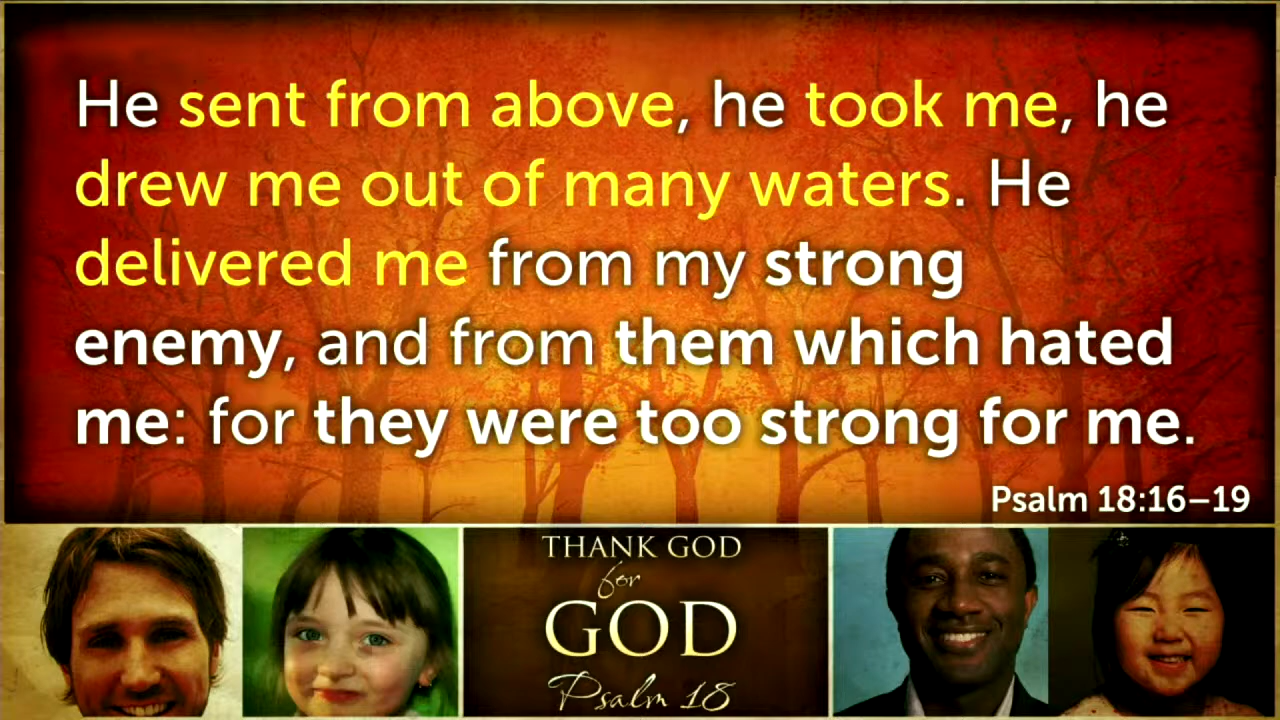 He sent from above, he took me, he
drew me out of many waters. He
delivered me from my strong
enemy, and from them which hated
me: for they were too strong for me.
Psalm 18:16–19
THANK GOD
for
GOD
Psalm 18